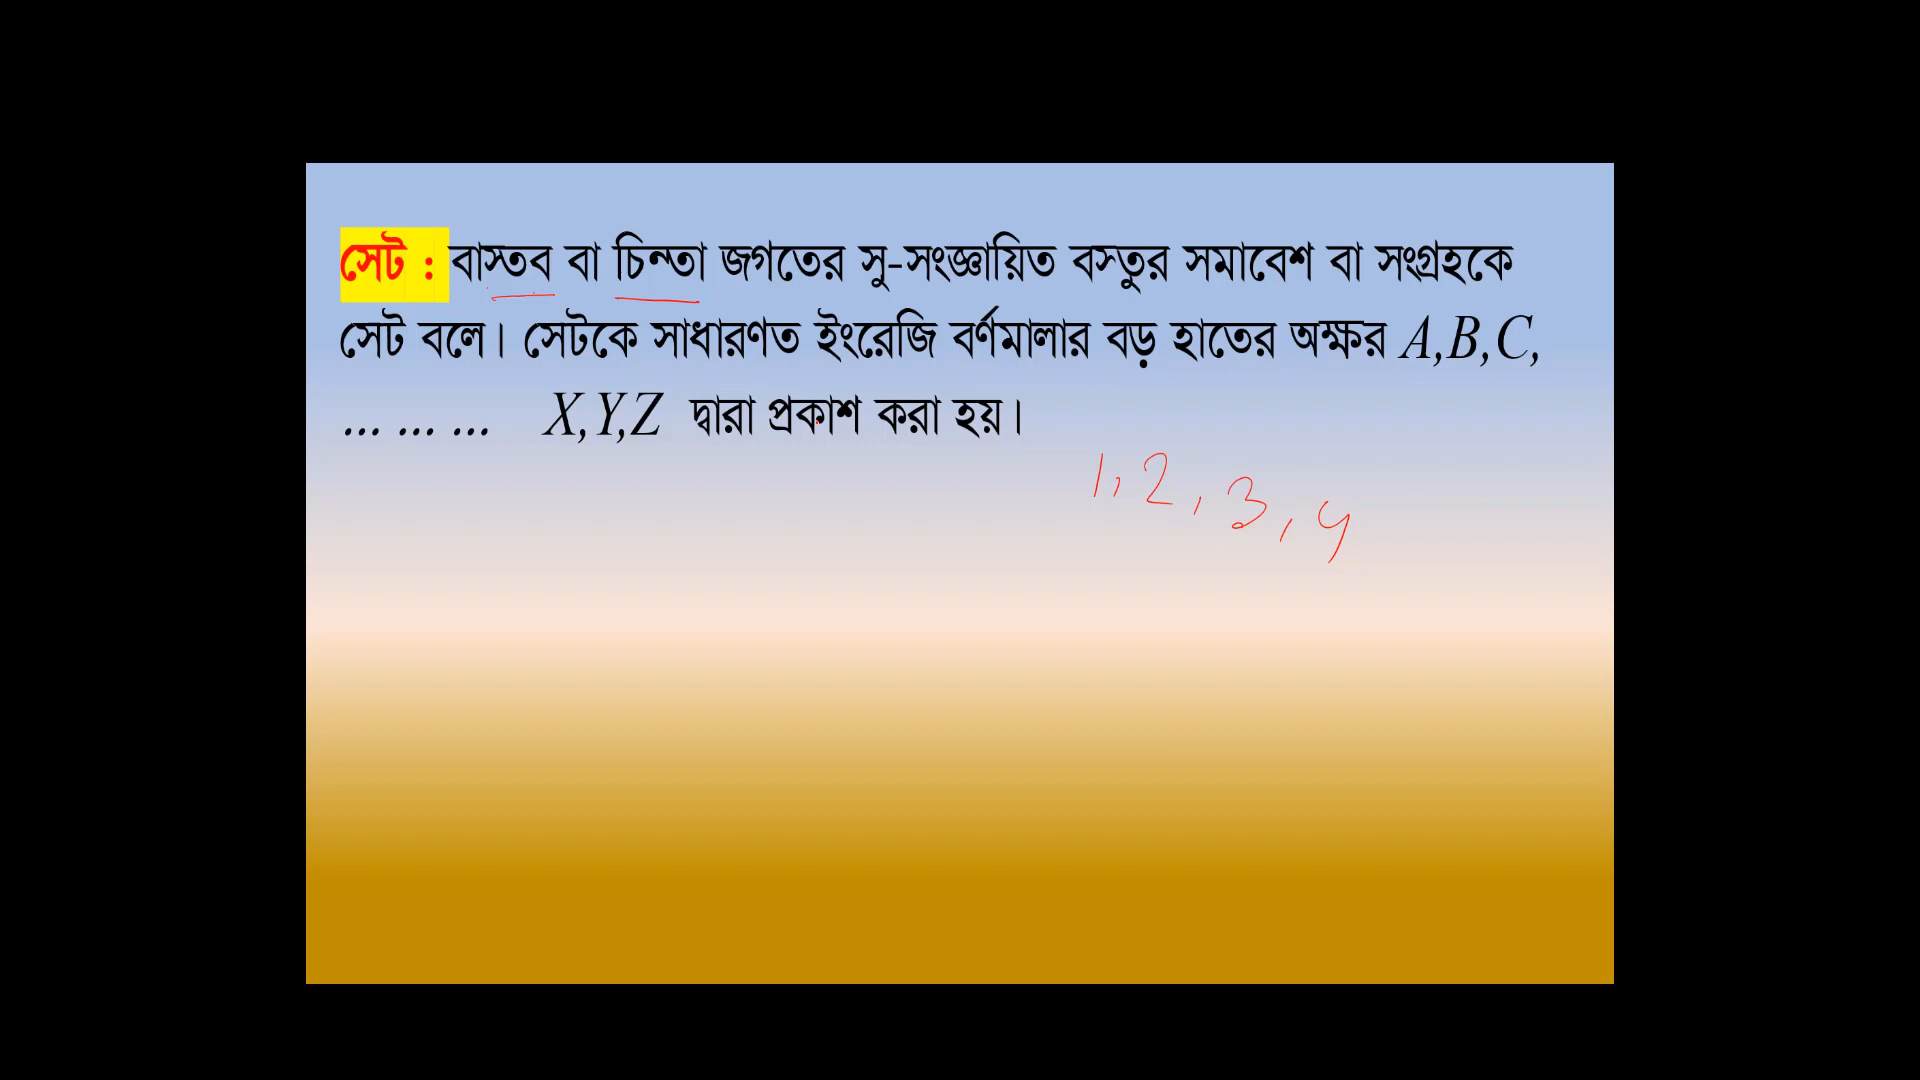 সেট : বাস্তব বা চিন্তা জগতের সু-সংজ্ঞায়িত বস্তুর সমাবেশ বা সংগ্রহকে
সেট বলে। সেটকে সাধারণত ইংরেজি বর্ণমালার বড় হাতের অক্ষর A,B,C,
... ... ... X,Y,Z দ্বারা প্রকাশ করা হয়।
1, 2, 3, 4